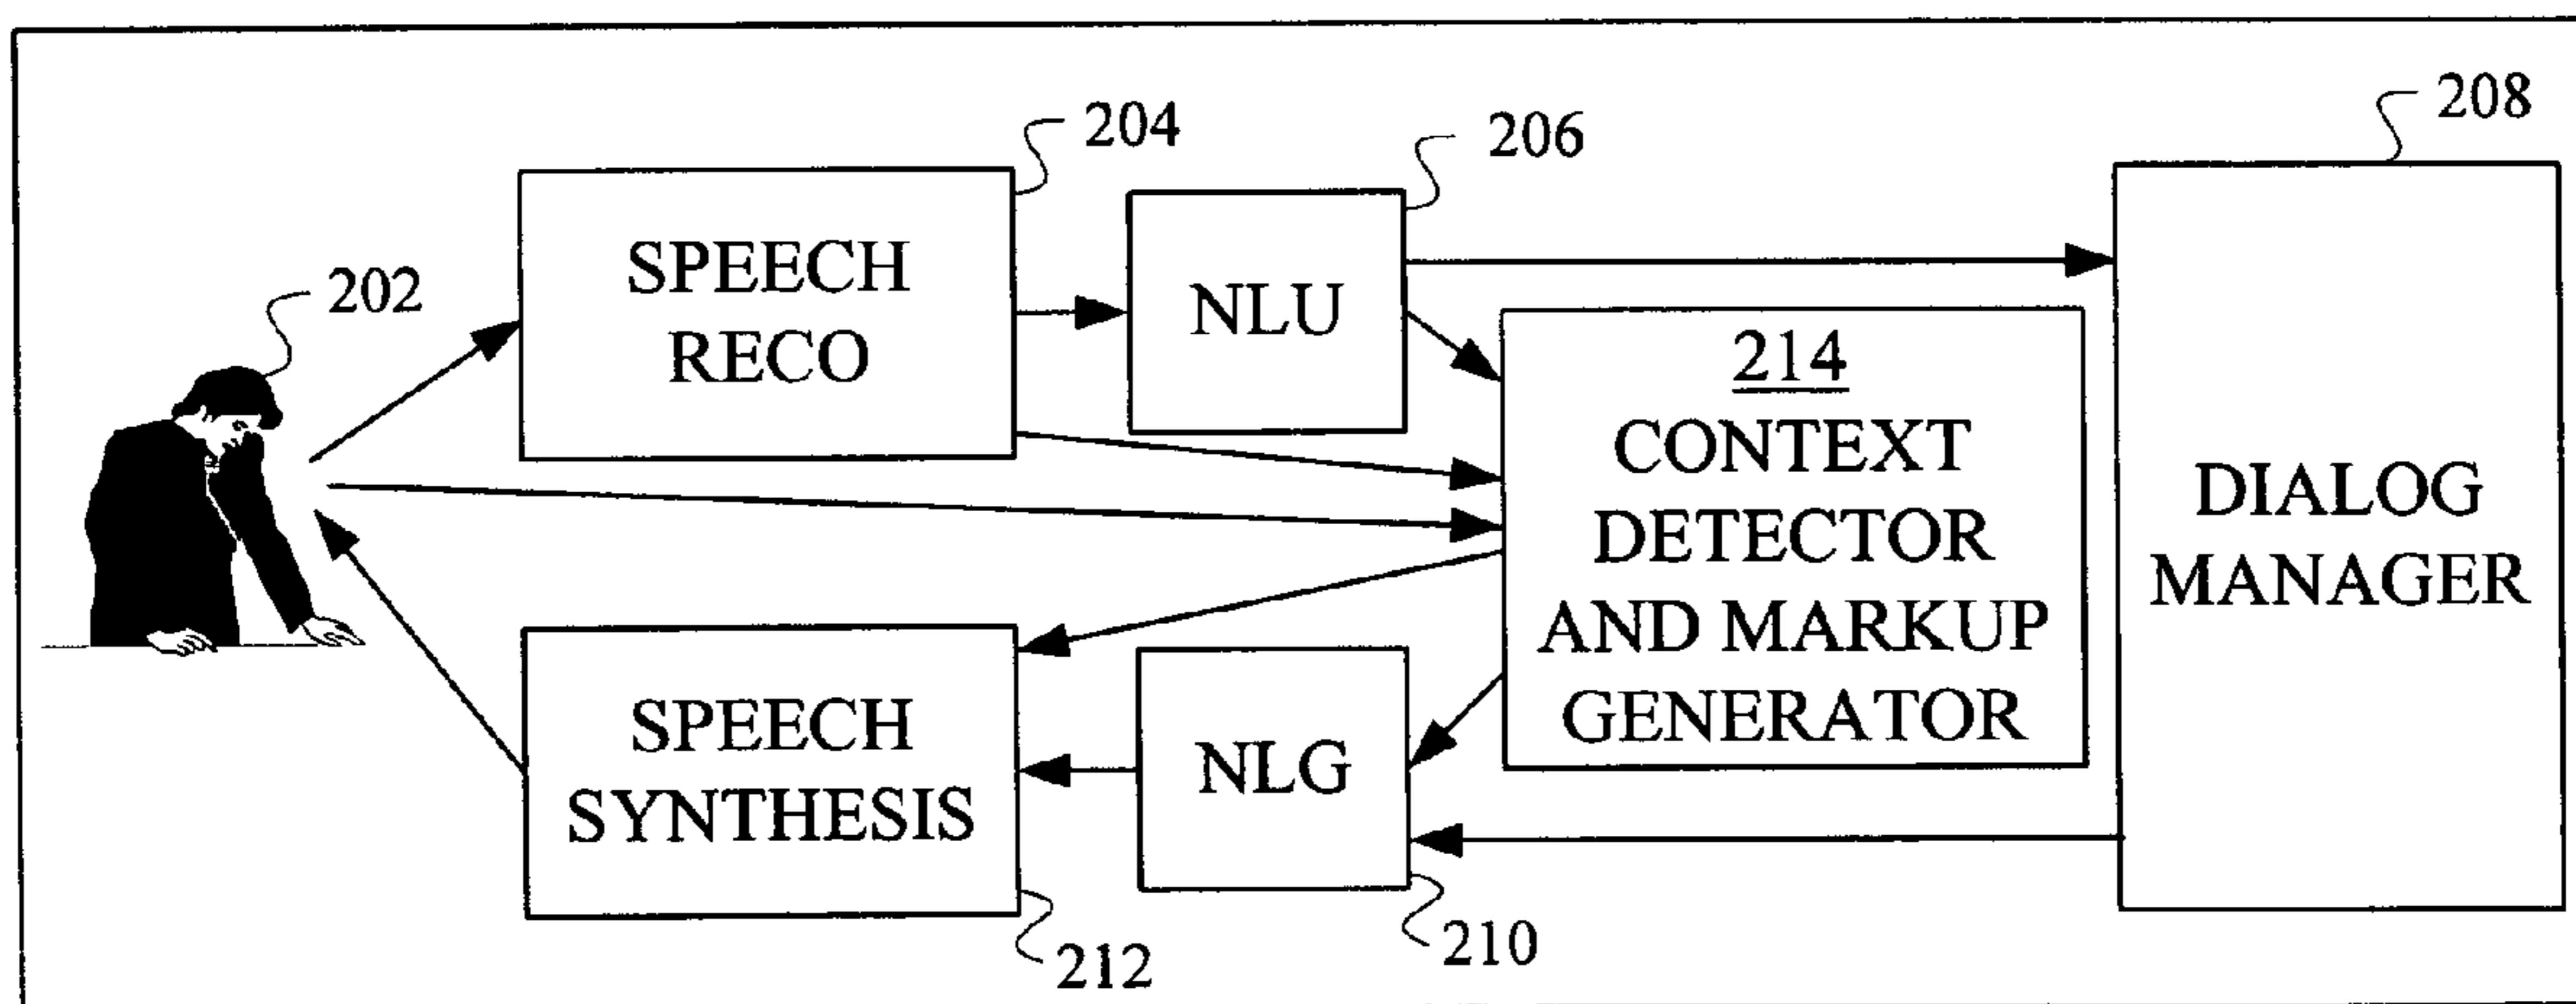 208
204
206
SPEECH
RECO
NLU
202
214
CONTEXT
DETECTOR
AND MARKUP
GENERATOR
DIALOG
MANAGER
SPEECH
SYNTHESIS
NLG
212
210